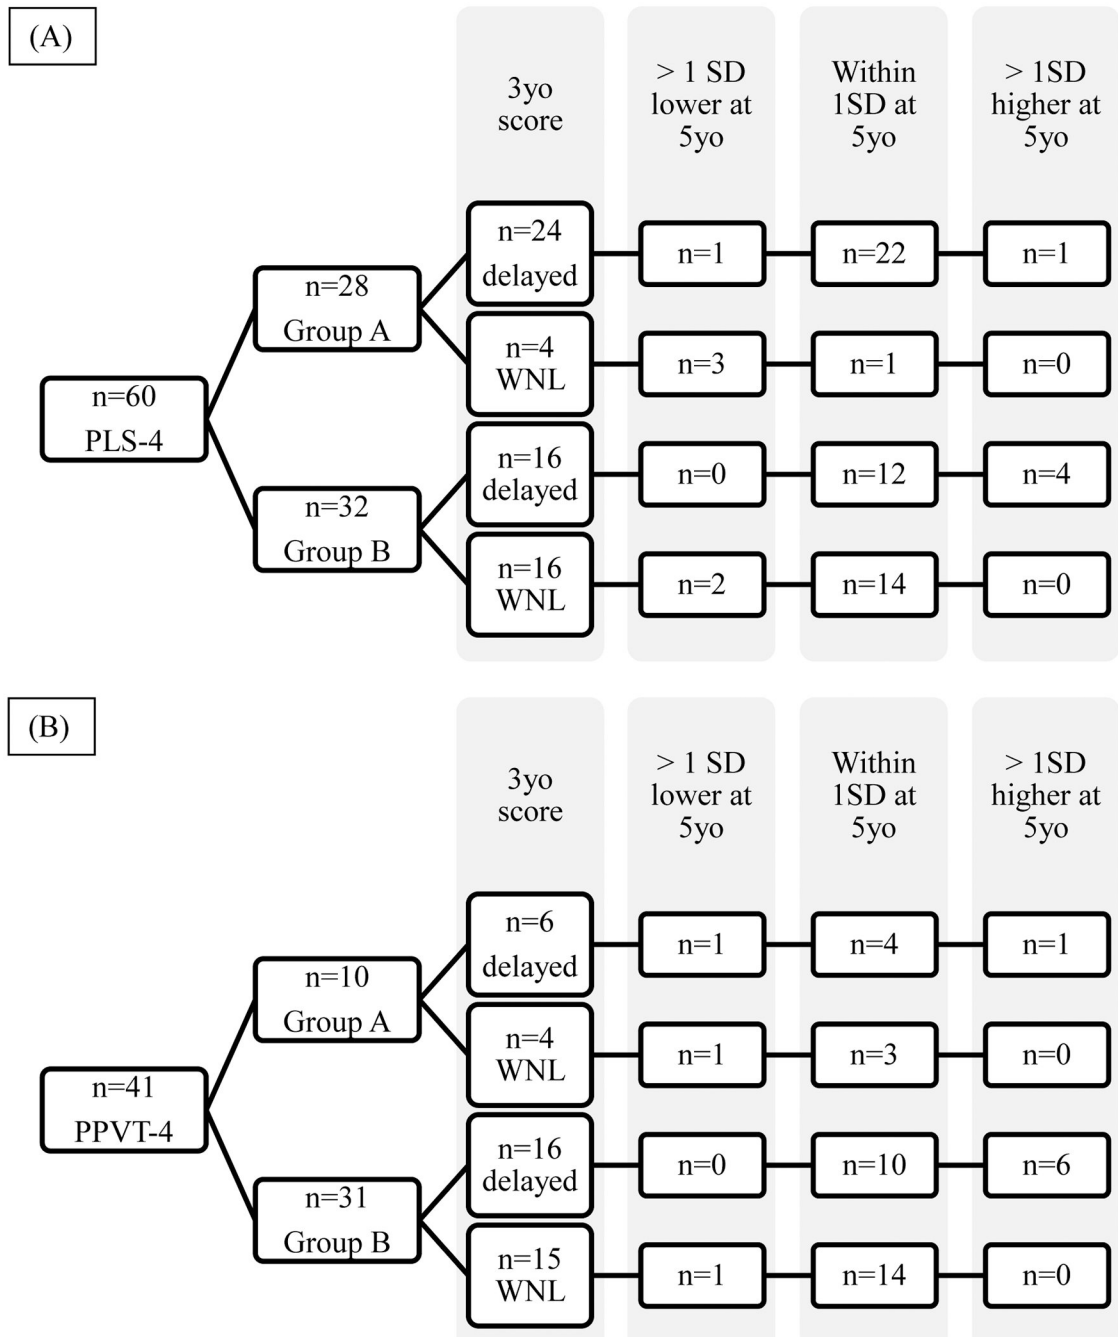 (A)
3yo
score
> 1 SD
lower at
5yo
Within
1SD at
5yo
> 1SD
higher at
5yo
n=60
PLS-4
n=28
Group A
n=24
delayed
n=1
n=22
n=1
n=4
WNL
n=3
n=1
n=0
n=32
Group B
n=16
delayed
n=0
n=12
n=4
n=16
WNL
n=2
n=14
n=0
(B)
3yo
score
> 1 SD
lower at
5yo
Within
1SD at
5yo
> 1SD
higher at
5yo
n=41
PPVT-4
n=10
Group A
n=6
delayed
n=1
n=4
n=1
n=4
WNL
n=1
n=3
n=0
n=31
Group B
n=16
delayed
n=0
n=10
n=6
n=15
WNL
n=1
n=14
n=0